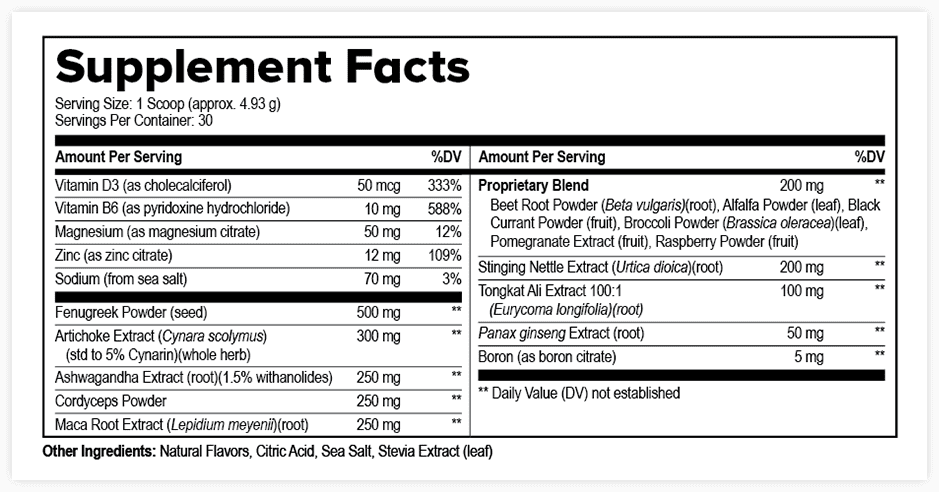 Supplement Facts
Serving Size: 1 Scoop (approx. 4.93 g)
Servings Per Container: 30
Amount Per Serving %DV
Vitamin D3 (as cholecalciferol) 50 mcg 333%
Vitamin B6 (as pyridoxine hydrochloride) 10 mg 588%
Magnesium (as magnesium citrate) 50 mg 12%
Zinc (as zinc citrate) 12 mg 109%
Sodium (from sea salt) 70 mg 3%
Fenugreek Powder (seed) 500 mg **
Artichoke Extract (Cynara scolymus) 300 mg **
(std to 5% Cynarin)(whole herb)
Ashwagandha Extract (root)(1.5% withanolides) 250 mg **
Cordyceps Powder 250 mg **
Maca Root Extract (Lepidium meyenii)(root) 250 mg **
Amount Per Serving %DV
Proprietary Blend 200 mg **
Beet Root Powder (Beta vulgaris)(root), Alfalfa Powder (leaf), Black
Currant Powder (fruit), Broccoli Powder (Brassica oleracea)(leaf),
Pomegranate Extract (fruit), Raspberry Powder (fruit)
Stinging Nettle Extract (Urtica dioica)(root) 200 mg **
Tongkat Ali Extract 100:1 100 mg **
(Eurycoma longifolia)(root)
Panax ginseng Extract (root) 50 mg **
Boron (as boron citrate) 5 mg **
** Daily Value (DV) not established
Other Ingredients: Natural Flavors, Citric Acid, Sea Salt, Stevia Extract (leaf)